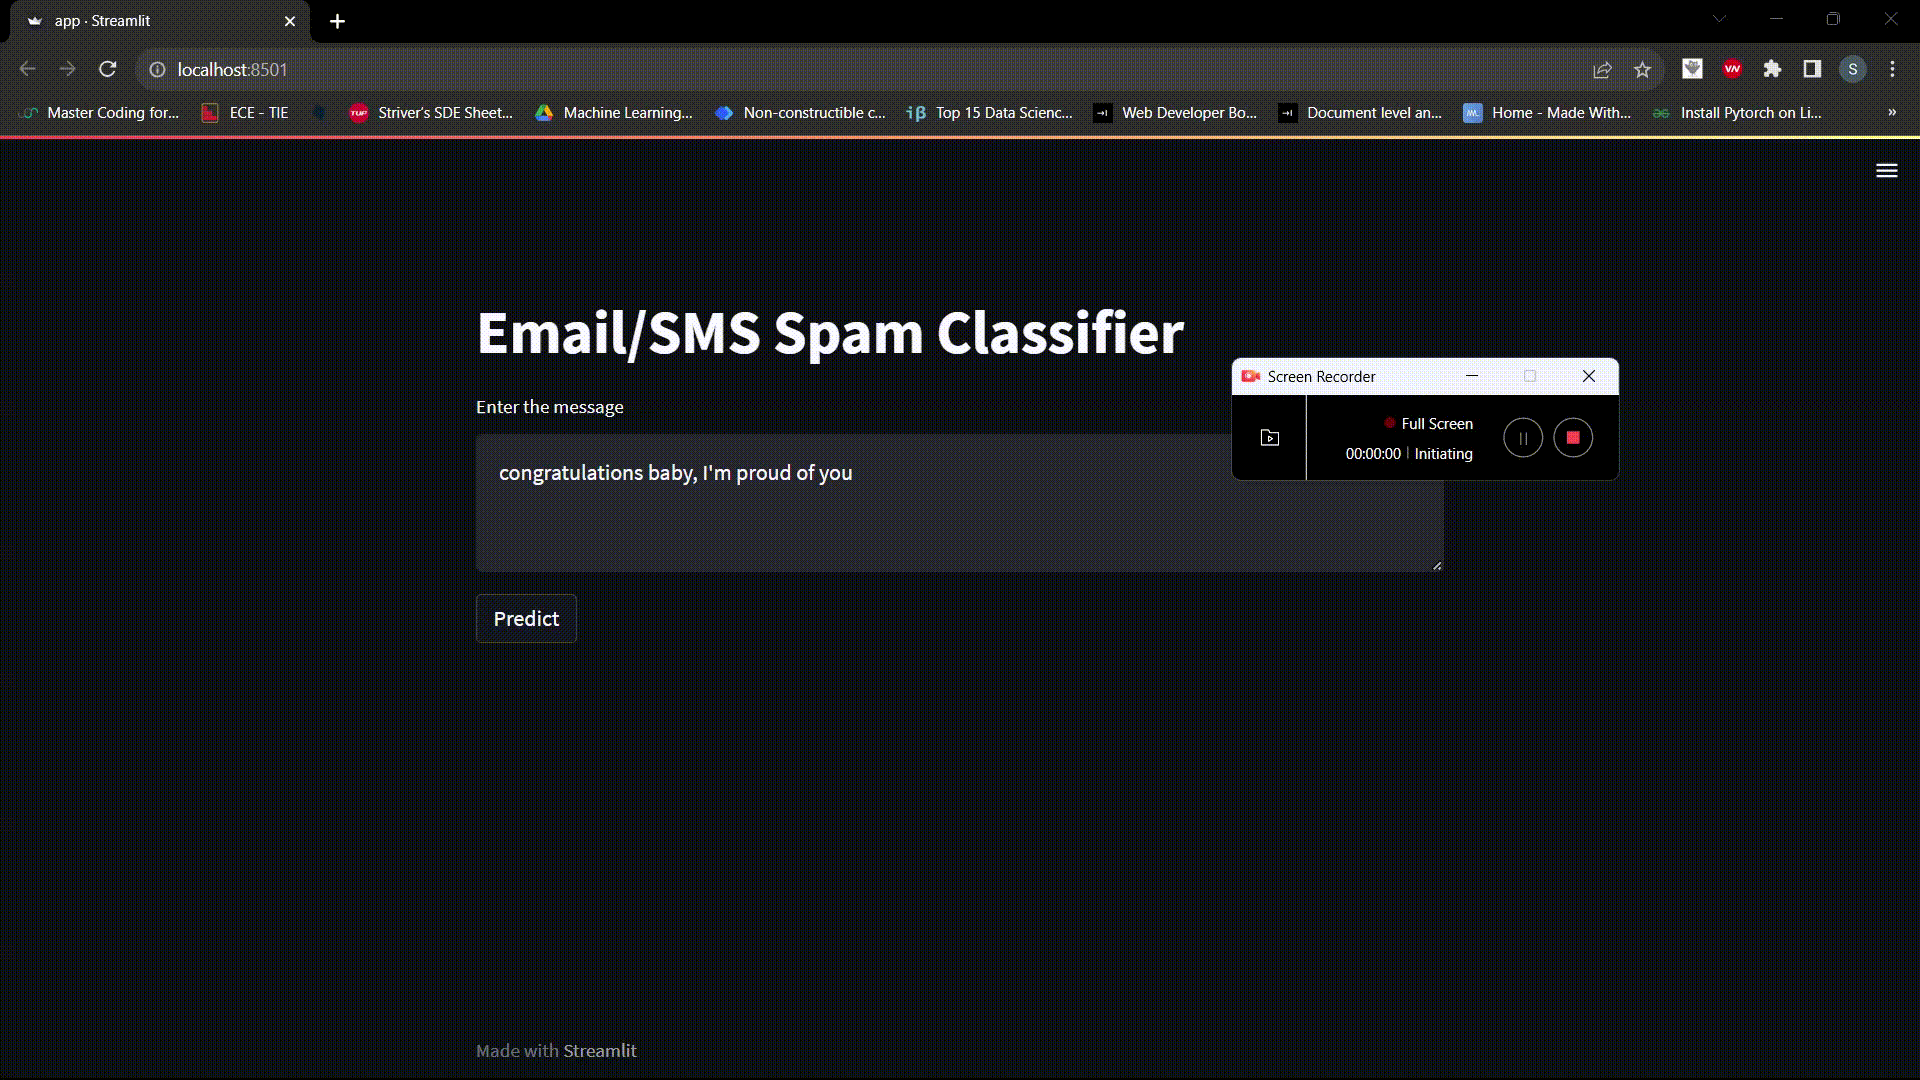 app · Streamlit
localhost:8501
S
Master Coding for...
ECE - TIE
TUF
Striver's SDE Sheet...
Machine Learning...
Non-constructible c...
iβ
Top 15 Data Scienc...
Web Developer Bo...
Document level an...
Home - Made With...
Install Pytorch on Li...
»
Email/SMS Spam Classifier
Screen Recorder
Enter the message
Full Screen
00:00:00 | Initiating
congratulations baby, I'm proud of you
Predict
Made with Streamlit